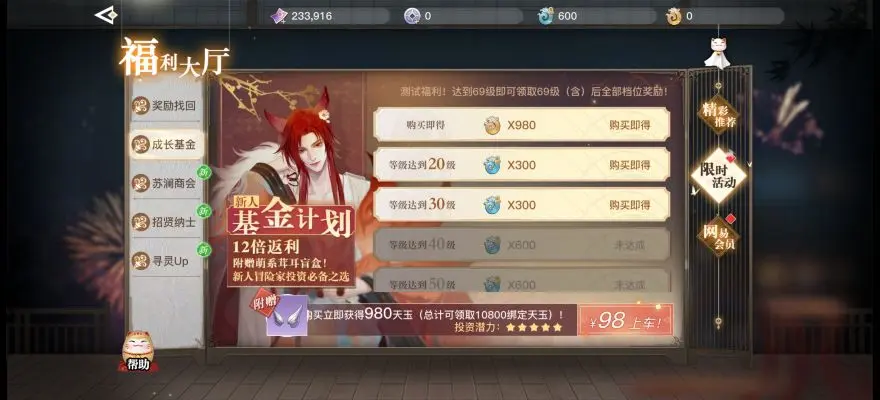 233,916
0
600
0
福利大厅
奖励找回
成长基金
苏澜商会
新
招贤纳士
新
寻灵Up
新
帮助
测试福利！达到69级即可领取69级（含）后全部档位奖励！
购买即得 X980 购买即得
等级达到20级 X300 购买即得
等级达到30级 X300 购买即得
等级达到40级 X600 未达成
等级达到50级 X600 未达成
新人
基金计划
12倍返利
附赠萌系茸耳盲盒！
新人冒险家投资必备之选
附赠
购买立即获得980天玉（总计可领取10800绑定天玉）！
投资潜力：★★★★★
¥98 上车！
精彩推荐
限时活动
网易会员